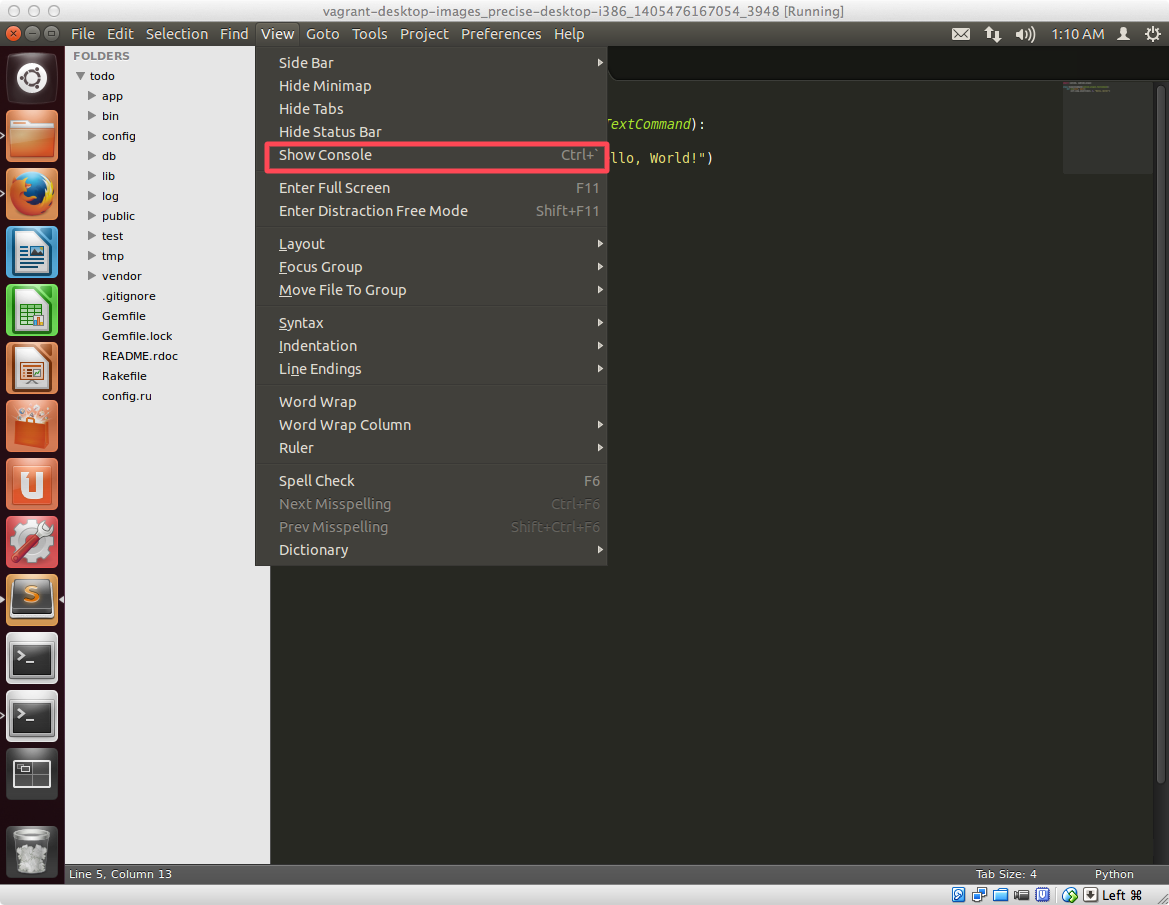 vagrant-desktop-images_precise-desktop-i386_1405476167054_3948 [Running]
File Edit Selection Find View Goto Tools Project Preferences Help 1:10 AM
FOLDERS
todo
app
bin
config
db
lib
log
public
test
tmp
vendor
.gitignore
Gemfile
Gemfile.lock
README.rdoc
Rakefile
config.ru
Side Bar
Hide Minimap
Hide Tabs
Hide Status Bar
Show Console Ctrl+`
Enter Full Screen F11
Enter Distraction Free Mode Shift+F11
Layout
Focus Group
Move File To Group
Syntax
Indentation
Line Endings
Word Wrap
Word Wrap Column
Ruler
Spell Check F6
Next Misspelling Ctrl+F6
Prev Misspelling Shift+Ctrl+F6
Dictionary
TextCommand):
llo, World!")
Line 5, Column 13 Tab Size: 4 Python
Left ⌘